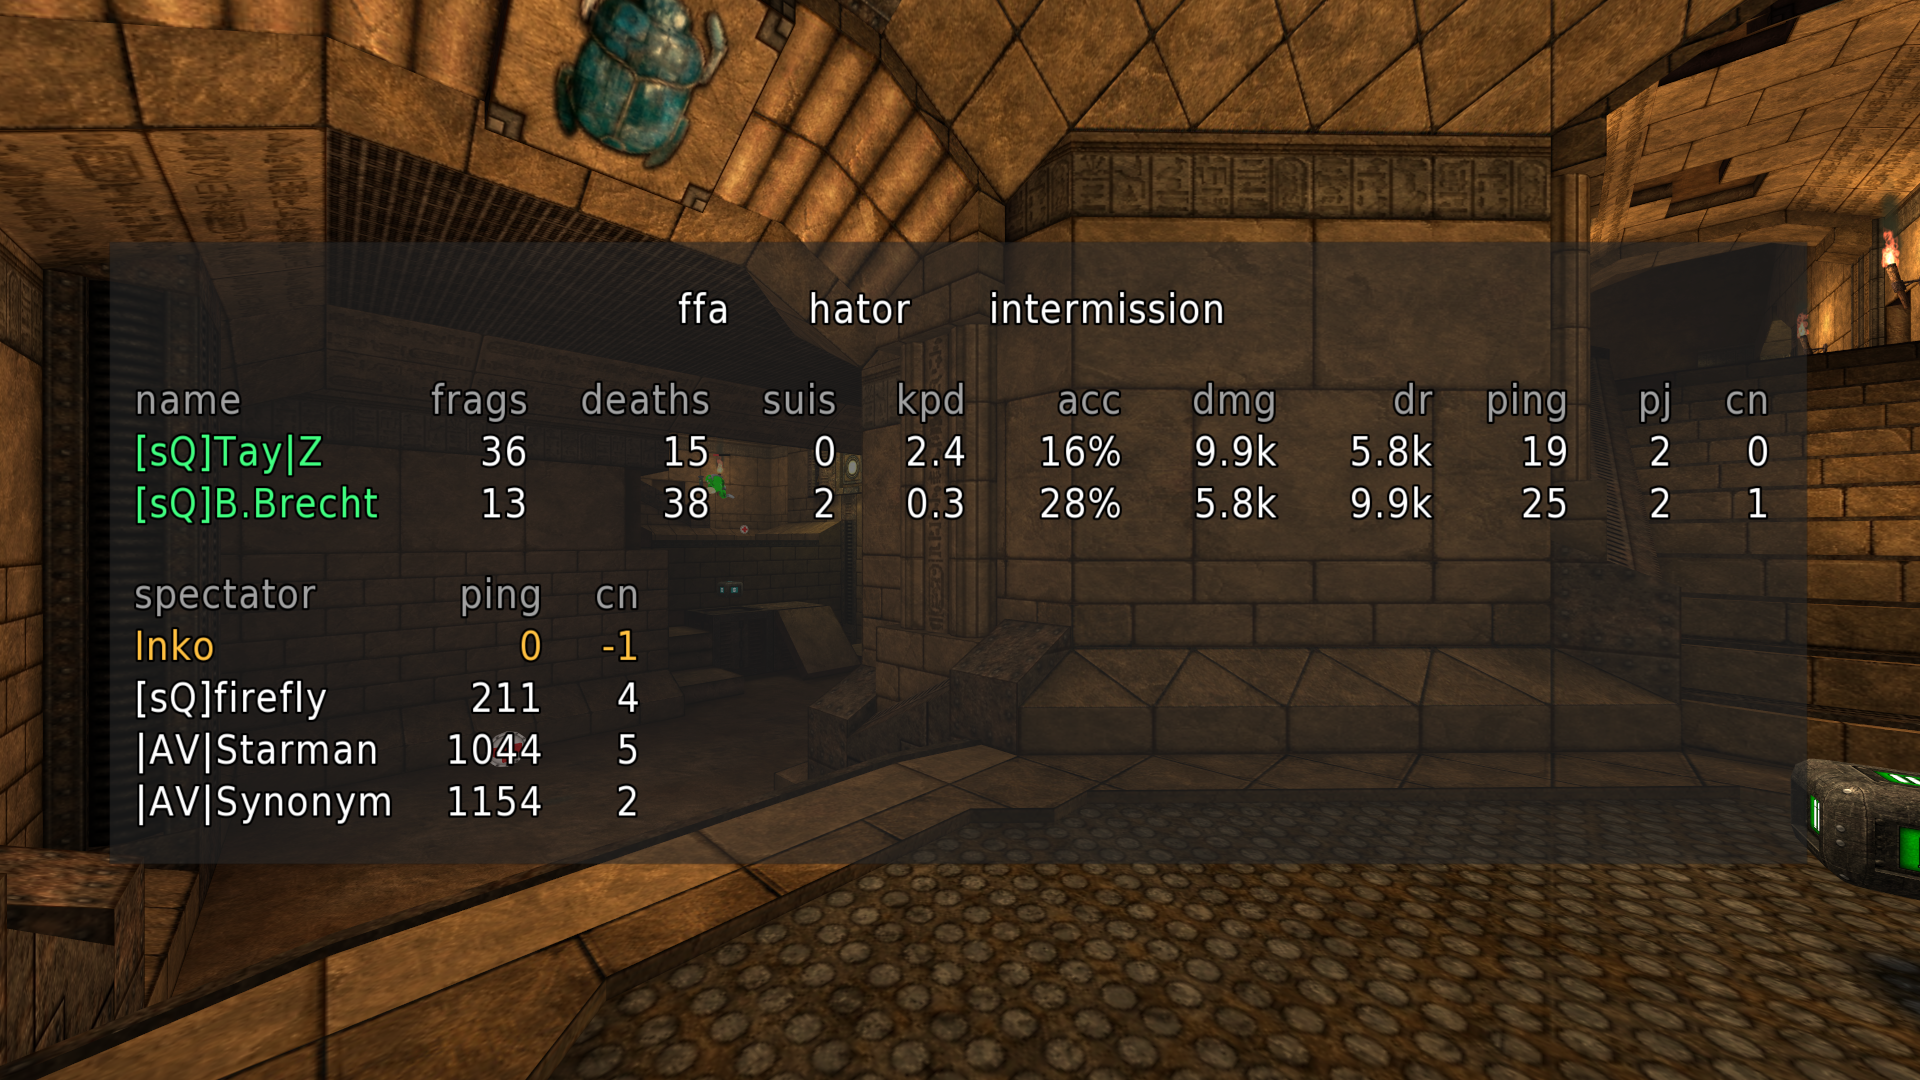 ffa hator intermission
name frags deaths suis kpd acc dmg dr ping pj cn
[sQ]Tay|Z 36 15 0 2.4 16% 9.9k 5.8k 19 2 0
[sQ]B.Brecht 13 38 2 0.3 28% 5.8k 9.9k 25 2 1
spectator ping cn
Inko 0 -1
[sQ]firefly 211 4
|AV|Starman 1044 5
|AV|Synonym 1154 2